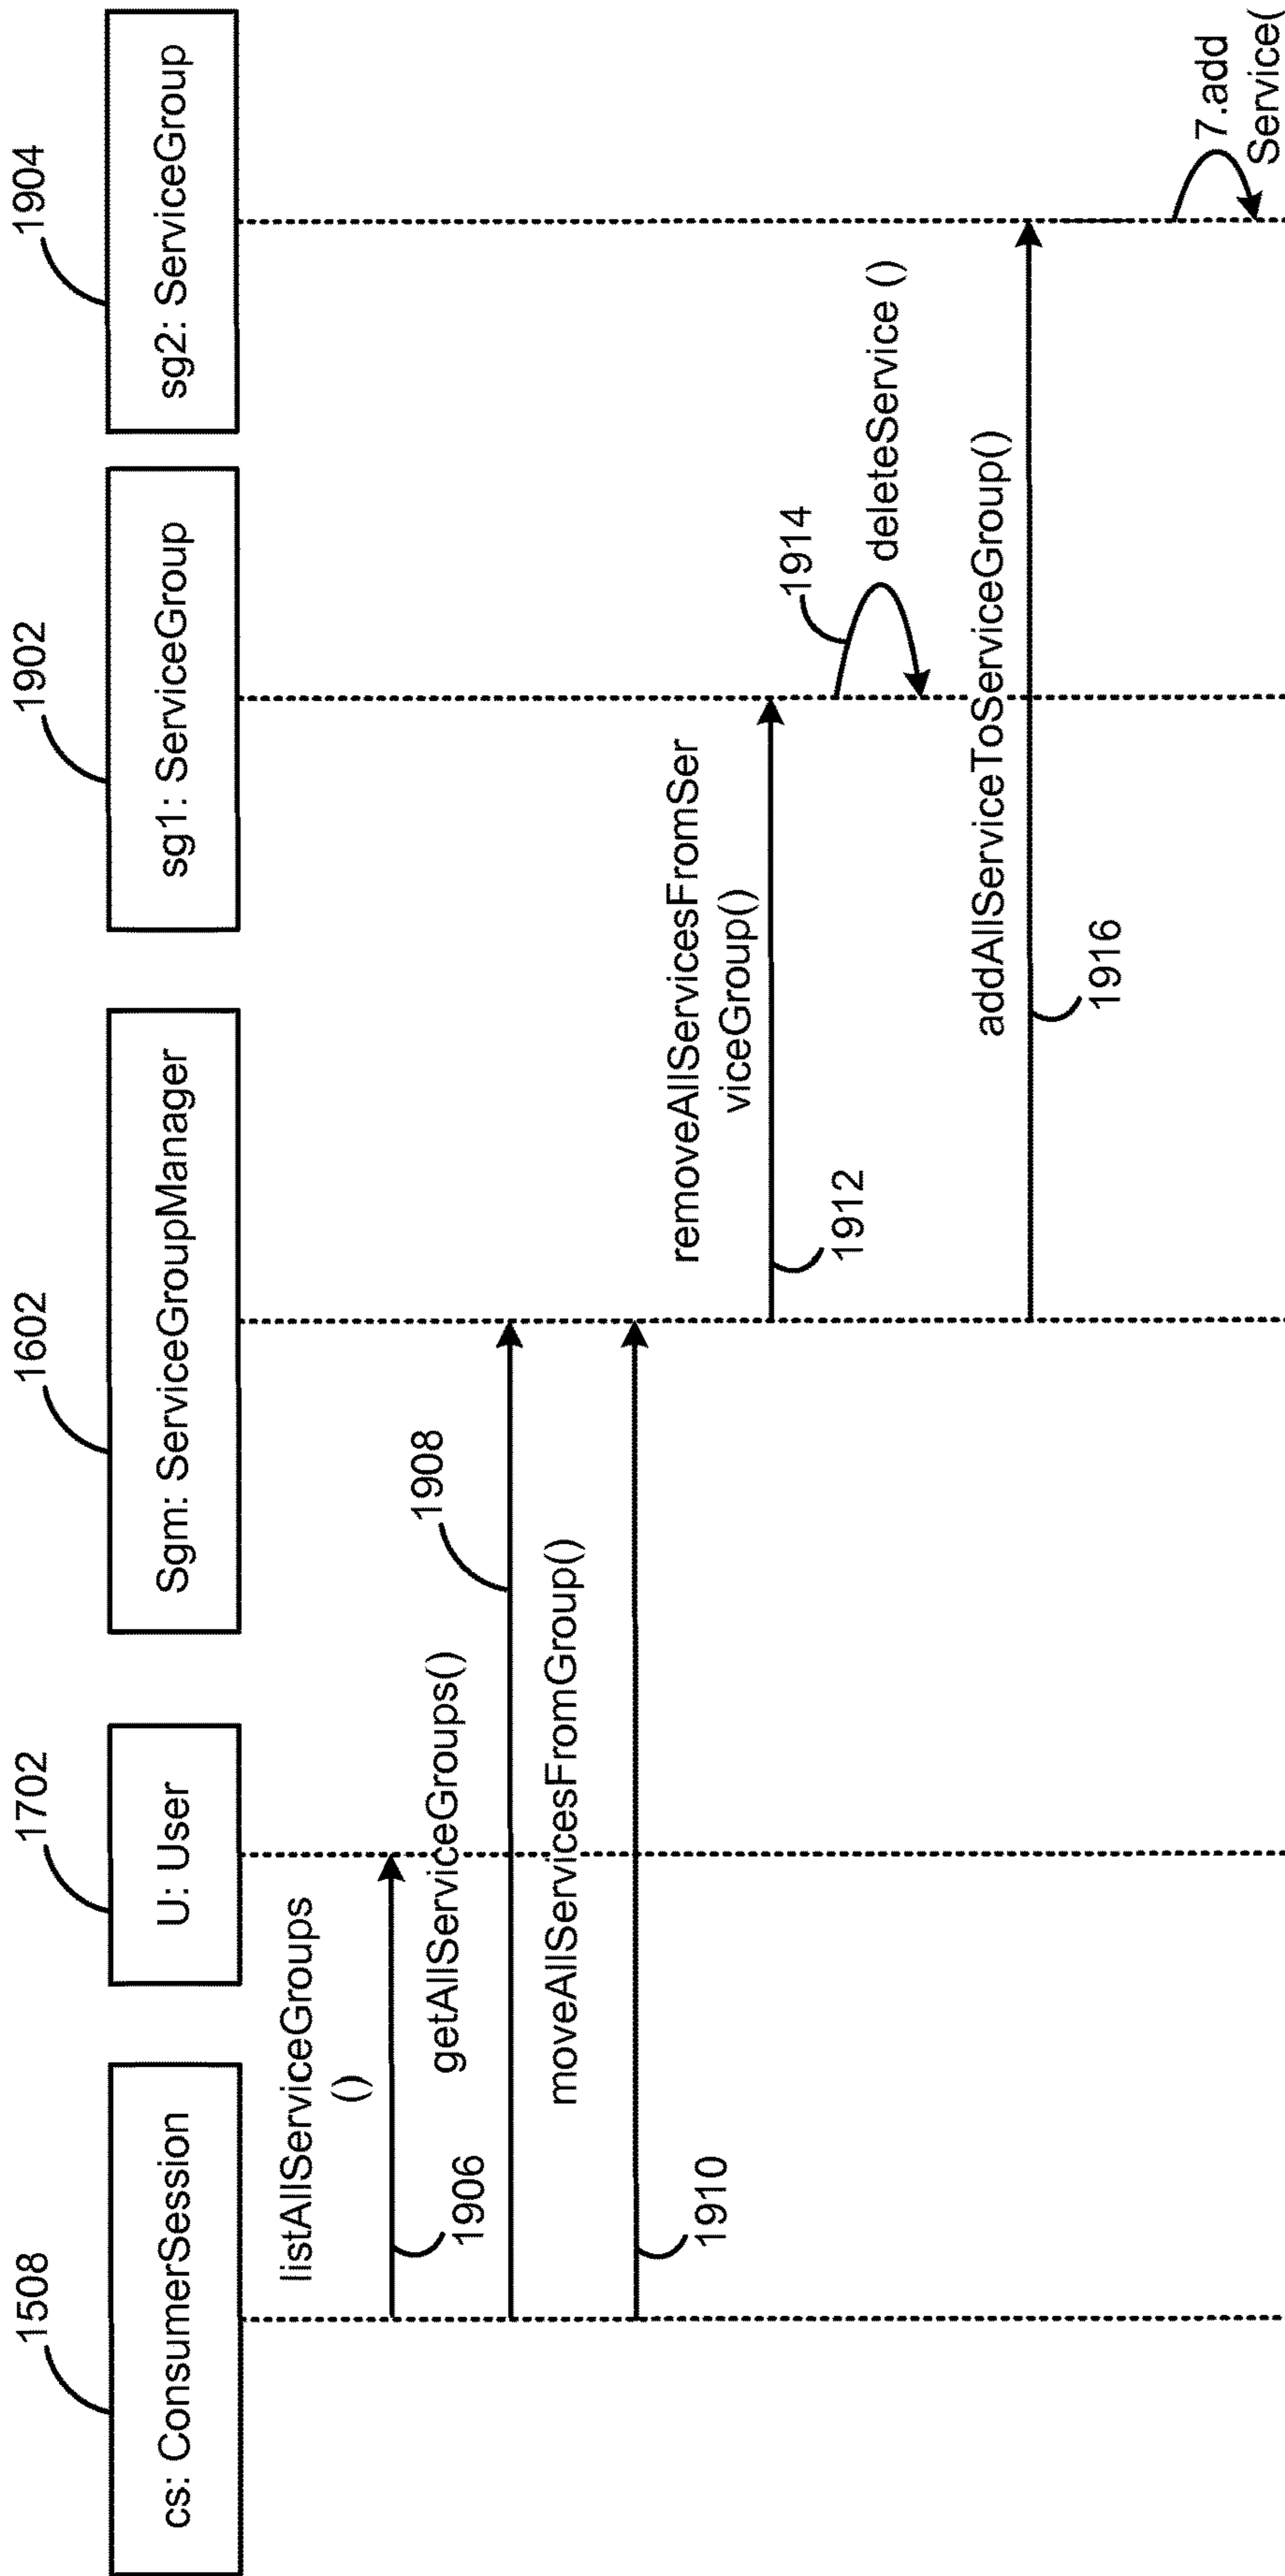 1508
1702
1602
1902
1904
cs: ConsumerSession
U: User
Sgm: ServiceGroupManager
sg1: ServiceGroup
sg2: ServiceGroup
listAllServiceGroups
()
1906
getAllServiceGroups()
1908
moveAllServicesFromGroup()
1910
removeAllServicesFromSer
viceGroup()
1912
1914
deleteService ()
addAllServiceToServiceGroup()
1916
7.add
Service(